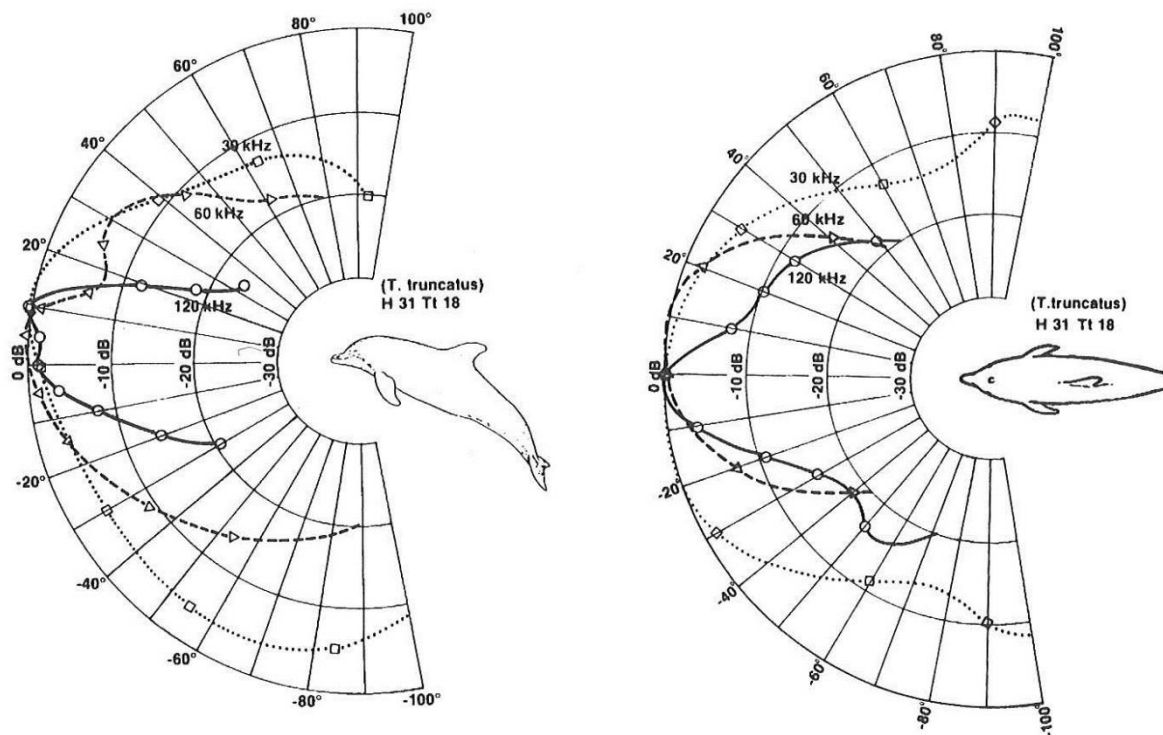 100°
80°
60°
40°
20°
0 dB
-10 dB
-20 dB
-30 dB
-20°
-40°
-60°
-80°
-100°
30 kHz
60 kHz
120 kHz
(T. truncatus)
H 31 Tt 18
100°
80°
60°
40°
20°
0 dB
-10 dB
-20 dB
-30 dB
-20°
-40°
-60°
-80°
-100°
30 kHz
60 kHz
120 kHz
(T.truncatus)
H 31 Tt 18